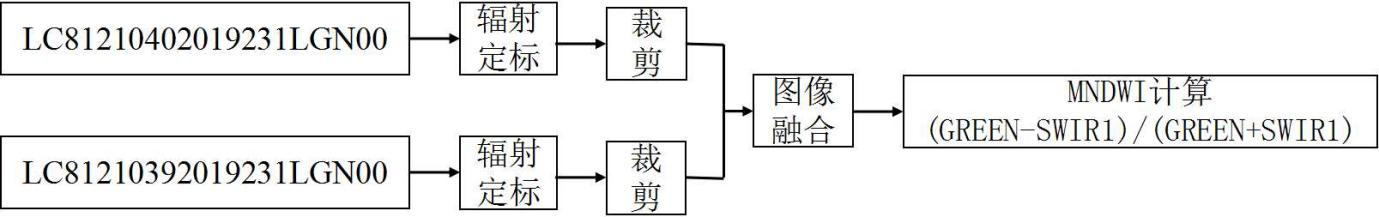 LC81210402019231LGN00
辐射
定标
裁
剪
LC81210392019231LGN00
辐射
定标
裁
剪
图像
融合
MNDWI计算
(GREEN-SWIR1)/(GREEN+SWIR1)